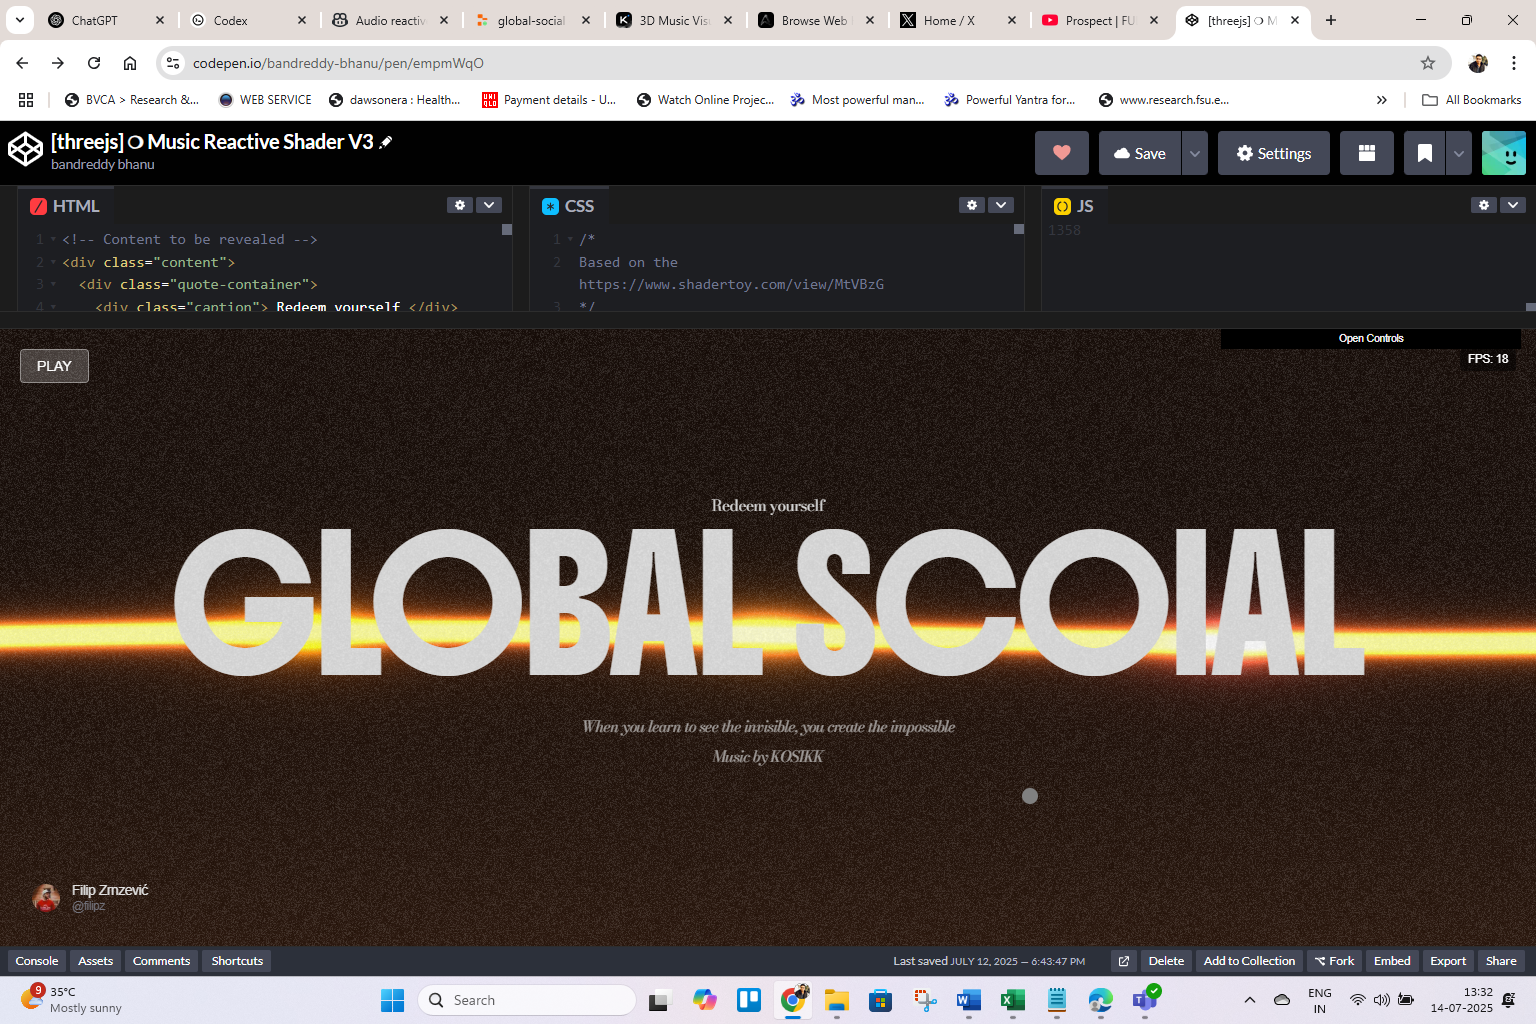 ChatGPT
Codex
Audio reactiv
global-social
3D Music Vis
Browse Web
Home / X
Prospect | FU
[threejs] ❍ M
codepen.io/bandreddy-bhanu/pen/empmWqO
BVCA > Research &...
WEB SERVICE
dawsonera : Health...
Payment details - U...
Watch Online Projec...
Most powerful man...
Powerful Yantra for...
www.research.fsu.e...
All Bookmarks
[threejs] ❍ Music Reactive Shader V3
bandreddy bhanu
Save
Settings
HTML
1 <!-- Content to be revealed -->
2 <div class="content">
3 <div class="quote-container">
4 <div class="caption"> Redeem yourself </div>
CSS
1 /*
2 Based on the
https://www.shadertoy.com/view/MtVBzG
3 */
JS
1358
PLAY
Open Controls
FPS: 18
Redeem yourself
GLOBAL SCOIAL
When you learn to see the invisible, you create the impossible
Music by KOSIKK
Filip Zrnzević
@filipz
Console
Assets
Comments
Shortcuts
Last saved JULY 12, 2025 — 6:43:47 PM
Delete
Add to Collection
Fork
Embed
Export
Share
9
35°C
Mostly sunny
Search
ENG
IN
13:32
14-07-2025